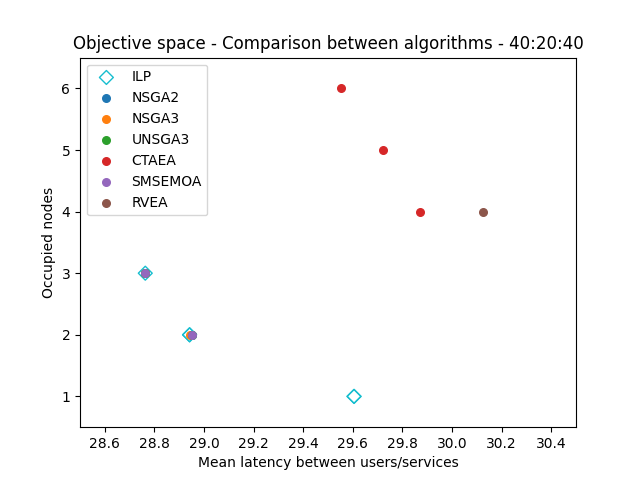 Objective space - Comparison between algorithms - 40:20:40
ILP
NSGA2
NSGA3
UNSGA3
CTAEA
SMSEMOA
RVEA
Occupied nodes
6
5
4
3
2
1
28.6 28.8 29.0 29.2 29.4 29.6 29.8 30.0 30.2 30.4
Mean latency between users/services